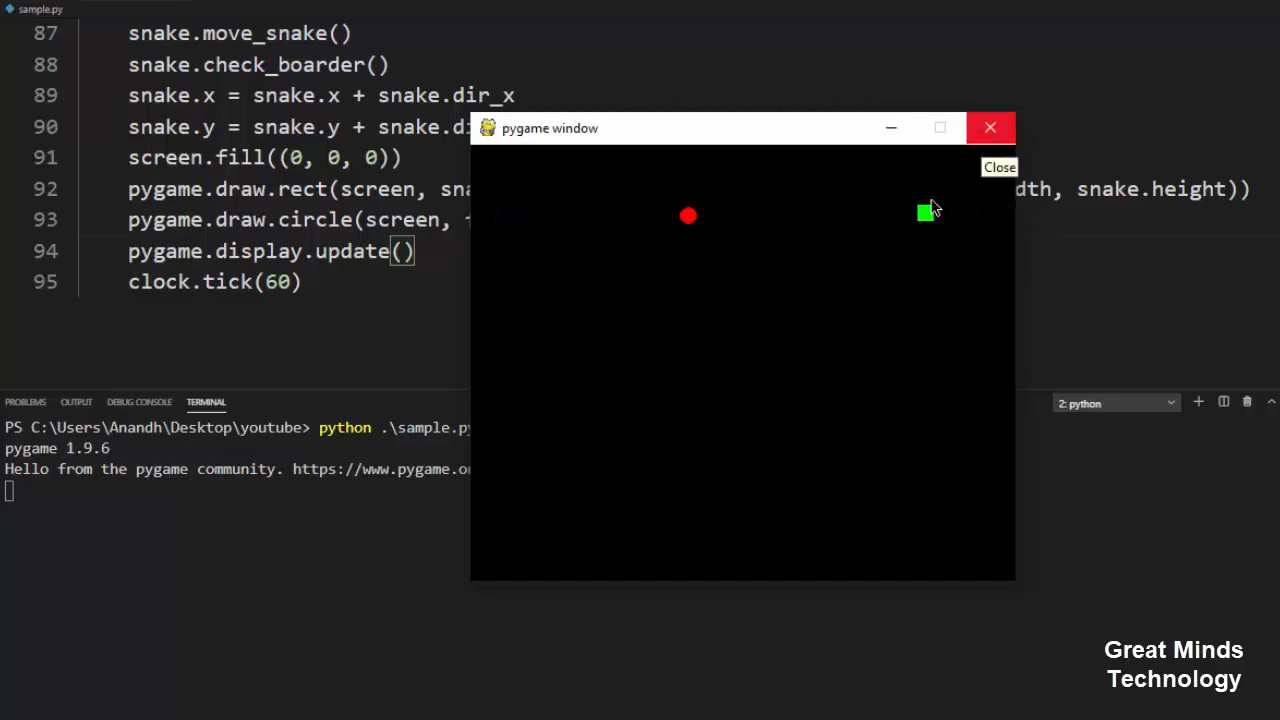 sample.py
87 snake.move_snake()
88 snake.check_boarder()
89 snake.x = snake.x + snake.dir_x
90 snake.y = snake.y + snake.di
91 screen.fill((0, 0, 0))
92 pygame.draw.rect(screen, sna dth, snake.height))
93 pygame.draw.circle(screen,
94 pygame.display.update()
95 clock.tick(60)
pygame window
Close
PROBLEMS OUTPUT DEBUG CONSOLE TERMINAL
2: python
PS C:\Users\Anandh\Desktop\youtube> python .\sample.py
pygame 1.9.6
Hello from the pygame community. https://www.pygame.o
Great Minds
Technology